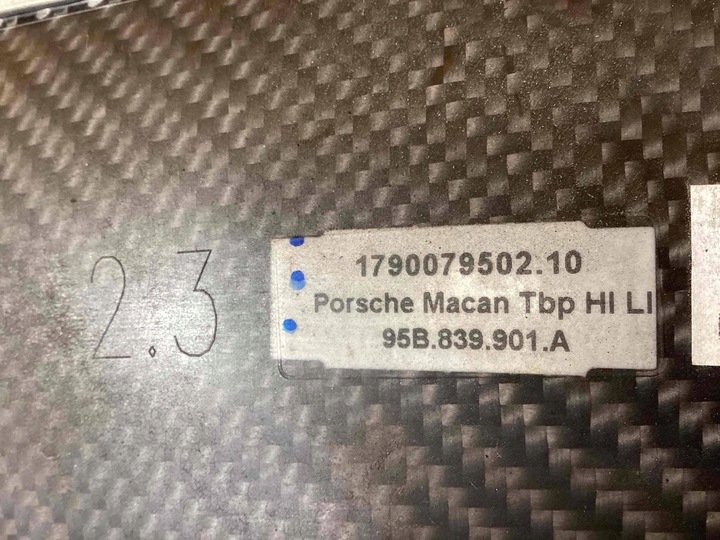 2.3
1790079502.10
Porsche Macan Tbp HI LI
95B.839.901.A